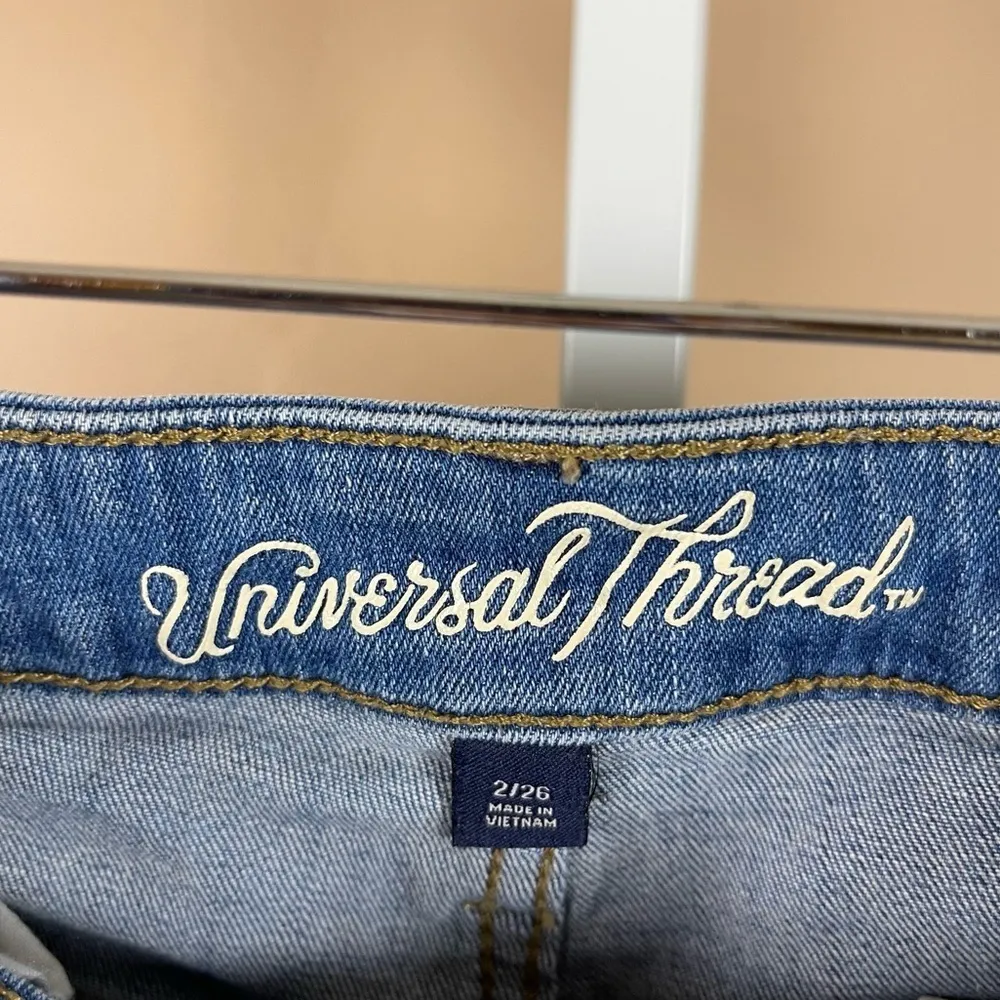 Universal Thread™
2/26
MADE IN
VIETNAM